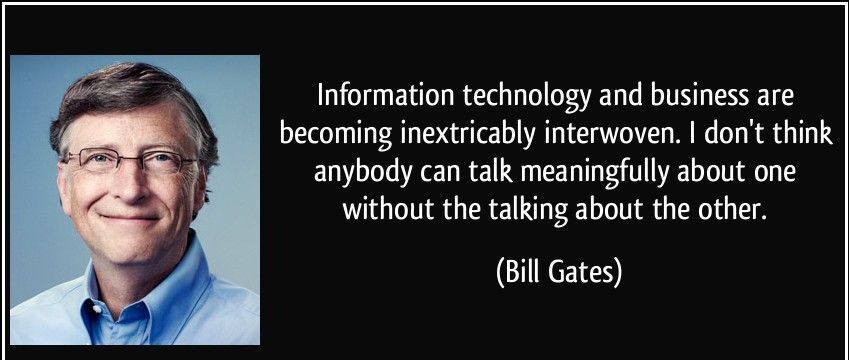 Information technology and business are
becoming inextricably interwoven. I don't think
anybody can talk meaningfully about one
without the talking about the other.
(Bill Gates)